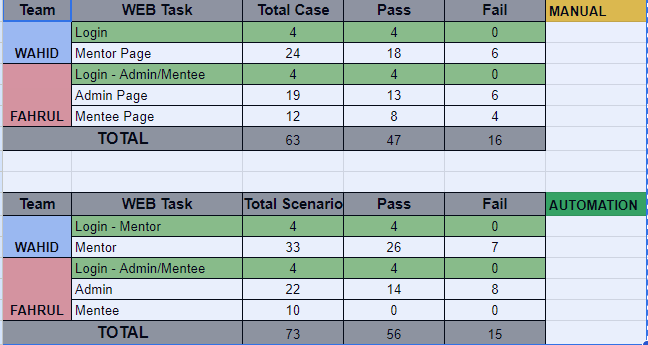 Team WEB Task Total Case Pass Fail MANUAL
Login 4 4 0
WAHID Mentor Page 24 18 6
Login - Admin/Mentee 4 4 0
Admin Page 19 13 6
FAHRUL Mentee Page 12 8 4
TOTAL 63 47 16
Team WEB Task Total Scenario Pass Fail AUTOMATION
Login - Mentor 4 4 0
WAHID Mentor 33 26 7
Login - Admin/Mentee 4 4 0
Admin 22 14 8
FAHRUL Mentee 10 0 0
TOTAL 73 56 15